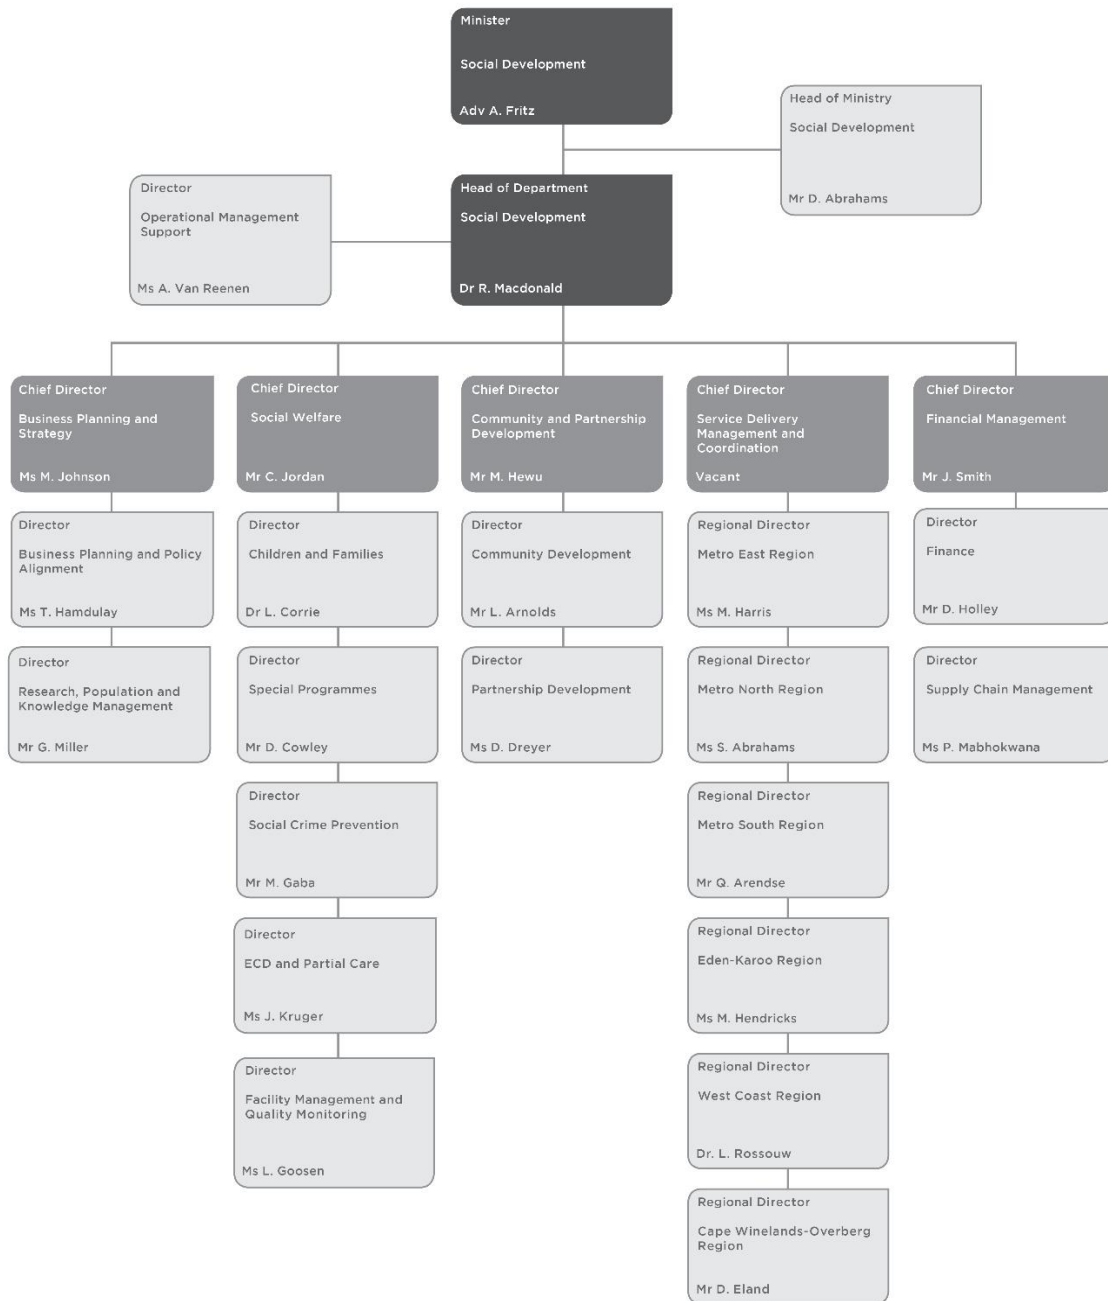 Minister
Social Development
Adv A. Fritz
Head of Ministry
Social Development
Mr D. Abrahams
Director
Operational Management
Support
Ms A. Van Reenen
Head of Department
Social Development
Dr R. Macdonald
Chief Director
Business Planning and
Strategy
Ms M. Johnson
Director
Business Planning and Policy
Alignment
Ms T. Hamdulay
Director
Research, Population and
Knowledge Management
Mr G. Miller
Chief Director
Social Welfare
Mr C. Jordan
Director
Children and Families
Dr L. Corrie
Director
Special Programmes
Mr D. Cowley
Director
Social Crime Prevention
Mr M. Gaba
Director
ECD and Partial Care
Ms J. Kruger
Director
Facility Management and
Quality Monitoring
Ms L. Goosen
Chief Director
Community and Partnership
Development
Mr M. Hewu
Director
Community Development
Mr L. Arnolds
Director
Partnership Development
Ms D. Dreyer
Chief Director
Service Delivery
Management and
Coordination
Vacant
Regional Director
Metro East Region
Ms M. Harris
Regional Director
Metro North Region
Ms S. Abrahams
Regional Director
Metro South Region
Mr Q. Arendse
Regional Director
Eden-Karoo Region
Ms M. Hendricks
Regional Director
West Coast Region
Dr. L. Rossouw
Regional Director
Cape Winelands-Overberg
Region
Mr D. Eland
Chief Director
Financial Management
Mr J. Smith
Director
Finance
Mr D. Holley
Director
Supply Chain Management
Ms P. Mabhokwana